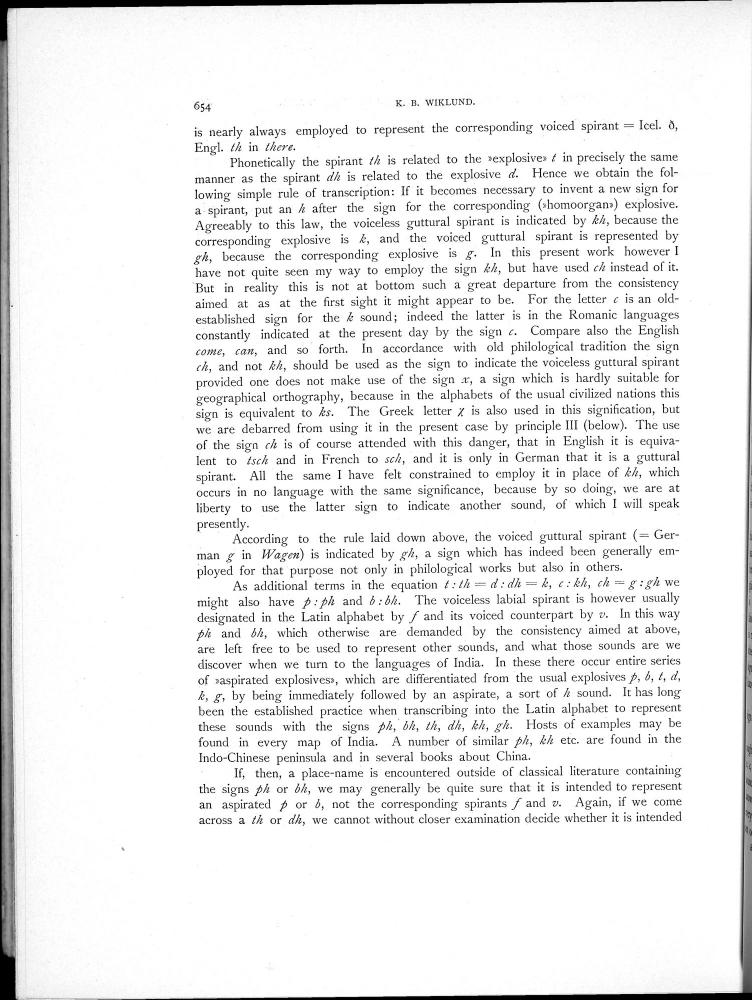 654
K. B. WIKLUND.
is nearly always employed to represent the corresponding voiced spirant = Icel. ð,
Engl. th in there.
Phonetically the spirant th is related to the »explosive» t in precisely the same
manner as the spirant dh is related to the explosive d. Hence we obtain the fol-
lowing simple rule of transcription: If it becomes necessary to invent a new sign for
a spirant, put an h after the sign for the corresponding (»homoorgan») explosive.
Agreeably to this law, the voiceless guttural spirant is indicated by kh, because the
corresponding explosive is k, and the voiced guttural spirant is represented by
gh, because the corresponding explosive is g. In this present work however I
have not quite seen my way to employ the sign kh, but have used ch instead of it.
But in reality this is not at bottom such a great departure from the consistency
aimed at as at the first sight it might appear to be. For the letter c is an old-
established sign for the k sound; indeed the latter is in the Romanic languages
constantly indicated at the present day by the sign c. Compare also the English
come, can, and so forth. In accordance with old philological tradition the sign
ch, and not kh, should be used as the sign to indicate the voiceless guttural spirant
provided one does not make use of the sign x, a sign which is hardly suitable for
geographical orthography, because in the alphabets of the usual civilized nations this
sign is equivalent to ks. The Greek letter χ is also used in this signification, but
we are debarred from using it in the present case by principle III (below). The use
of the sign ch is of course attended with this danger, that in English it is equiva-
lent to tsch and in French to sch, and it is only in German that it is a guttural
spirant. All the same I have felt constrained to employ it in place of kh, which
occurs in no language with the same significance, because by so doing, we are at
liberty to use the latter sign to indicate another sound, of which I will speak
presently.
According to the rule laid down above, the voiced guttural spirant (= Ger-
man g in Wagen) is indicated by gh, a sign which has indeed been generally em-
ployed for that purpose not only in philological works but also in others.
As additional terms in the equation t : th = d : dh = k, c : kh, ch = g : gh we
might also have p : ph and b : bh. The voiceless labial spirant is however usually
designated in the Latin alphabet by f and its voiced counterpart by v. In this way
ph and bh, which otherwise are demanded by the consistency aimed at above,
are left free to be used to represent other sounds, and what those sounds are we
discover when we turn to the languages of India. In these there occur entire series
of »aspirated explosives», which are differentiated from the usual explosives p, b, t, d,
k, g, by being immediately followed by an aspirate, a sort of h sound. It has long
been the established practice when transcribing into the Latin alphabet to represent
these sounds with the signs ph, bh, th, dh, kh, gh. Hosts of examples may be
found in every map of India. A number of similar ph, kh etc. are found in the
Indo-Chinese peninsula and in several books about China.
If, then, a place-name is encountered outside of classical literature containing
the signs ph or bh, we may generally be quite sure that it is intended to represent
an aspirated p or b, not the corresponding spirants f and v. Again, if we come
across a th or dh, we cannot without closer examination decide whether it is intended